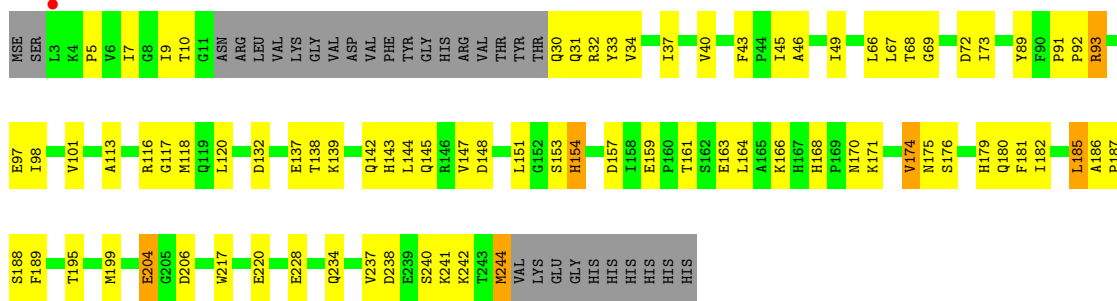 MSE SER L3 K4 P5 V6 I7 G8 I9 T10 G11 ASN ARG LEU VAL LYS GLY VAL ASP VAL PHE TYR GLY HIS ARG VAL THR TYR THR Q30 Q31 R32 Y33 V34 I37 V40 F43 P44 I45 A46 I49 L66 L67 T68 G69 D72 I73 Y89 F90 P91 P92 R93
E97 I98 V101 A113 R116 G117 M118 Q119 L120 D132 E137 T138 K139 Q142 H143 L144 Q145 R146 V147 D148 L151 G152 S153 H154 D157 I158 E159 P160 T161 S162 E163 L164 A165 K166 H167 H168 P169 N170 K171 V174 N175 S176 H179 Q180 F181 I182 L185 A186 P187
S188 F189 T195 M199 E204 G205 D206 W217 E220 E228 Q234 V237 D238 E239 S240 K241 K242 T243 M244 VAL LYS GLU GLY HIS HIS HIS HIS HIS HIS